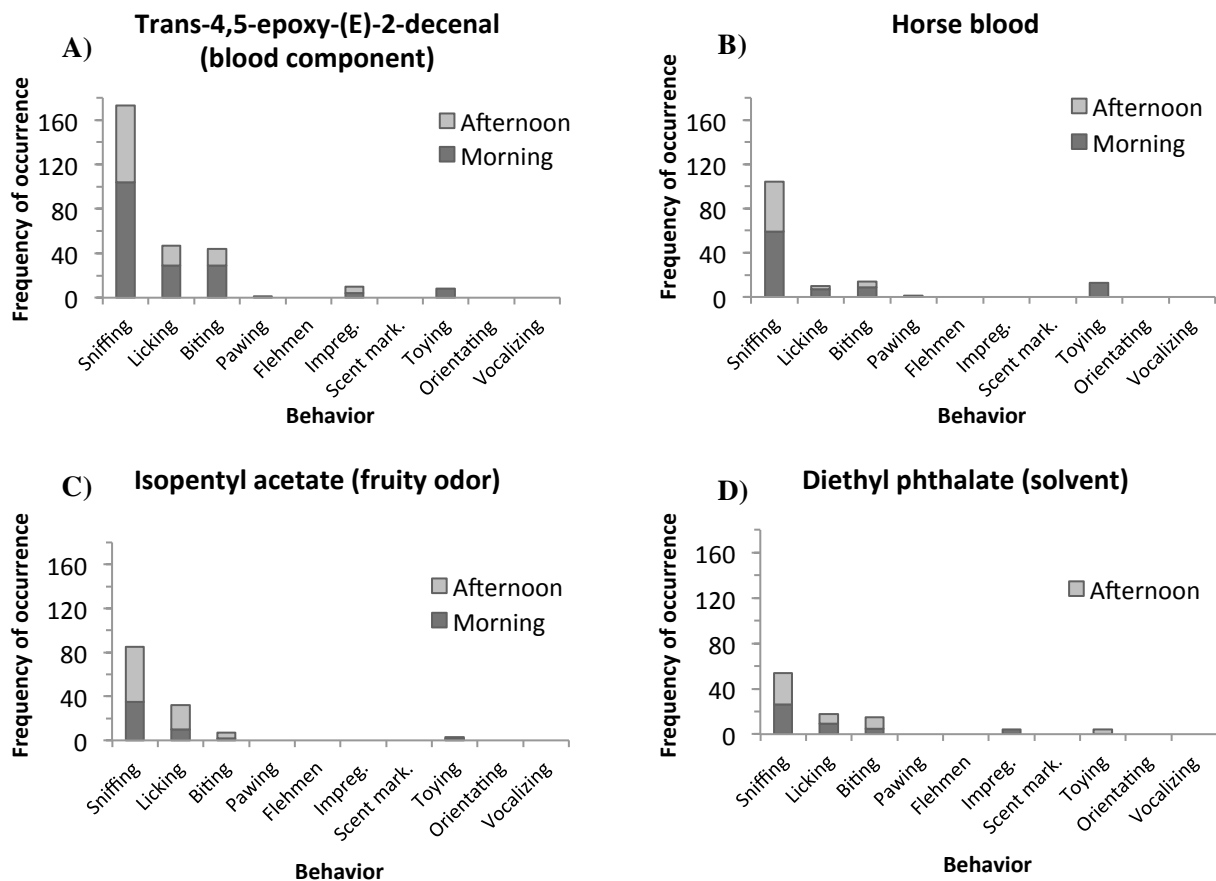 A)
Trans-4,5-epoxy-(E)-2-decenal
(blood component)
Frequency of occurrence
160
120
80
40
0
Afternoon
Morning
Sniffing
Licking
Biting
Pawing
Flehmen
Impreg.
Scent mark.
Toying
Orientating
Vocalizing
Behavior
B)
Horse blood
Frequency of occurrence
160
120
80
40
0
Afternoon
Morning
Sniffing
Licking
Biting
Pawing
Flehmen
Impreg.
Scent mark.
Toying
Orientating
Vocalizing
Behavior
C)
Isopentyl acetate (fruity odor)
Frequency of occurrence
160
120
80
40
0
Afternoon
Morning
Sniffing
Licking
Biting
Pawing
Flehmen
Impreg.
Scent mark.
Toying
Orientating
Vocalizing
Behavior
D)
Diethyl phthalate (solvent)
Frequency of occurrence
160
120
80
40
0
Afternoon
Sniffing
Licking
Biting
Pawing
Flehmen
Impreg.
Scent mark.
Toying
Orientating
Vocalizing
Behavior